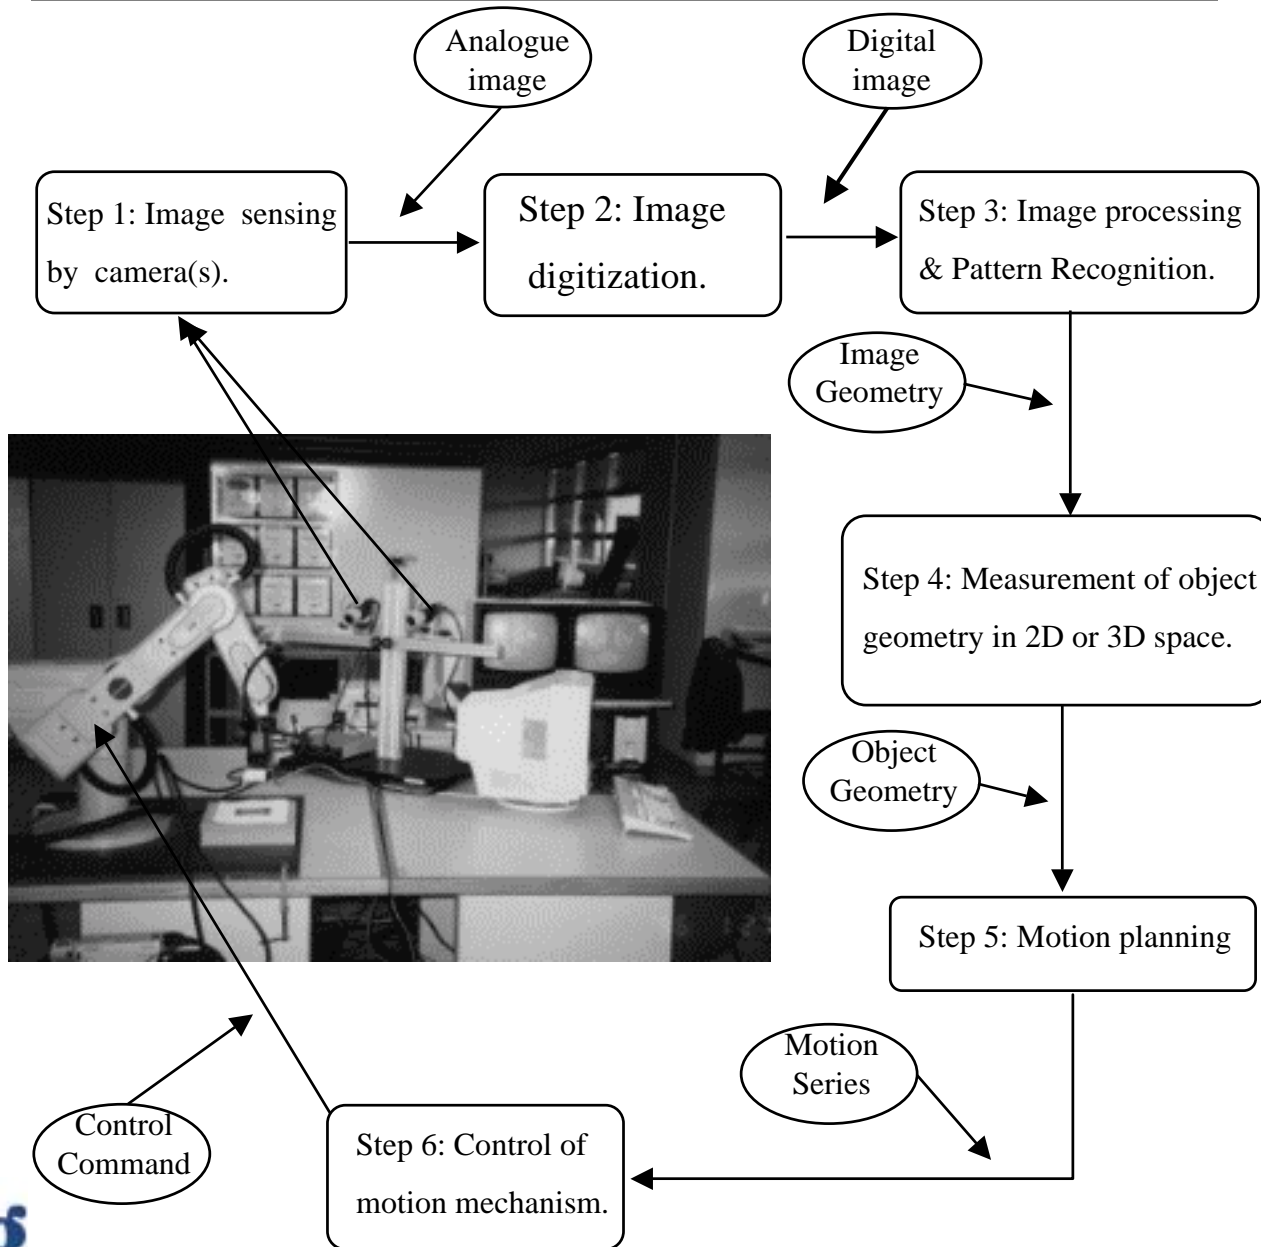 Analogue
image
Digital
image
Step 1: Image sensing
by camera(s).
Step 2: Image
digitization.
Step 3: Image processing
& Pattern Recognition.
Image
Geometry
Step 4: Measurement of object
geometry in 2D or 3D space.
Object
Geometry
Step 5: Motion planning
Motion
Series
Step 6: Control of
motion mechanism.
Control
Command